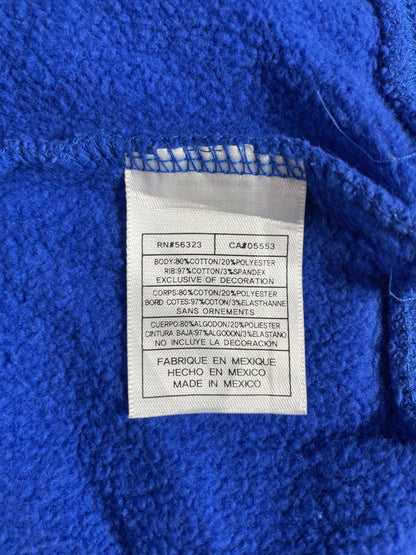 RN#56323 CA#05553
BODY:80%COTTON/20%POLYESTER
RIB:97%COTTON/3%SPANDEX
EXCLUSIVE OF DECORATION
CORPS:80%COTON/20%POLYESTER
BORD COTES:97%COTON/3%ELASTHANNE
SANS ORNEMENTS
CUERPO:80%ALGODON/20%POLIESTER
CINTURA BAJA:97%ALGODON/3%ELASTANO
NO INCLUYE LA DECORACION
FABRIQUE EN MEXIQUE
HECHO EN MEXICO
MADE IN MEXICO